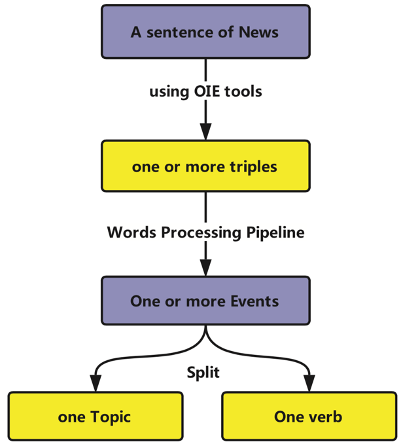 A sentence of News
using OIE tools
one or more triples
Words Processing Pipeline
One or more Events
Split
one Topic
One verb